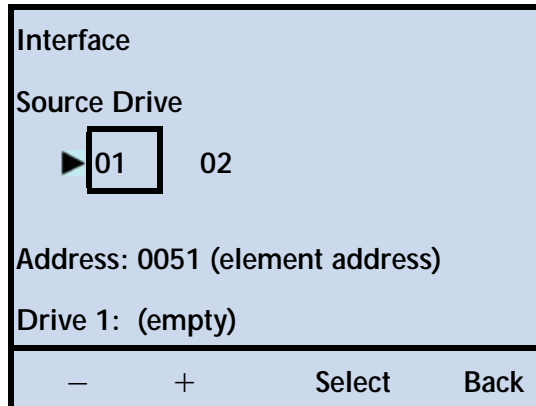 Interface
Source Drive
01 02
Address: 0051 (element address)
Drive 1: (empty)
− + Select Back